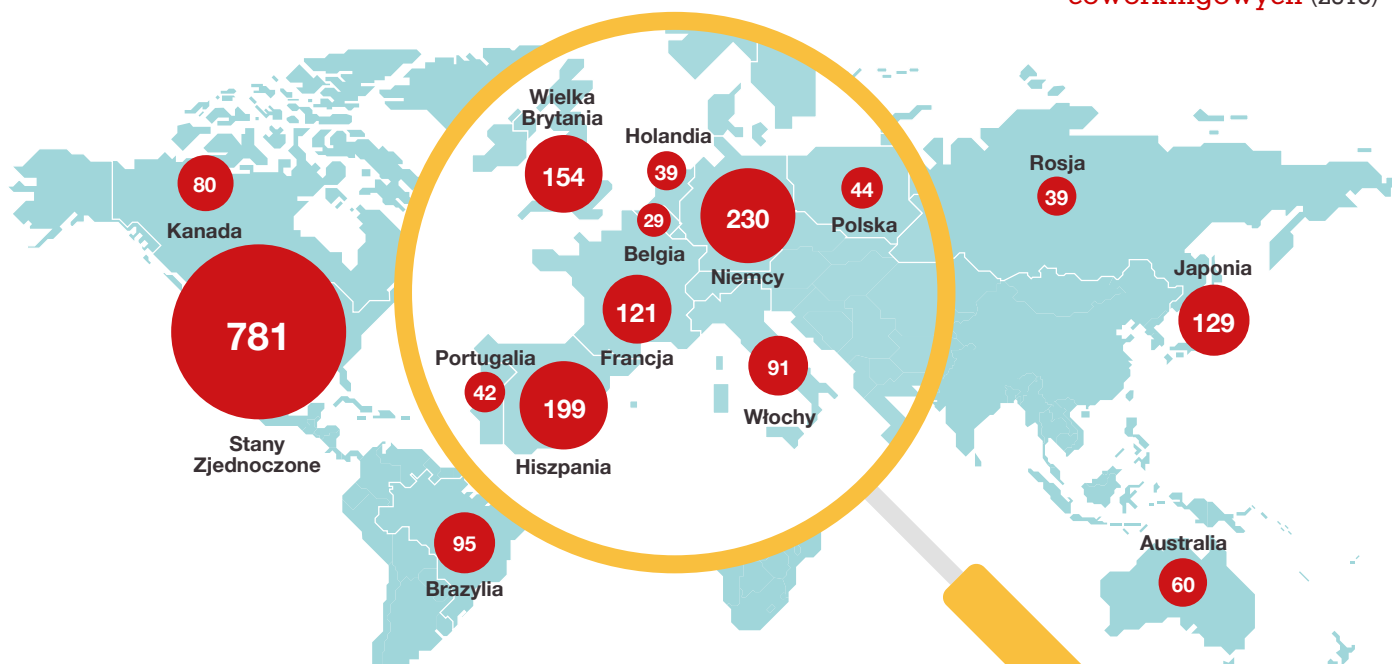 coworkingowych
Wielka
Brytania
154
Holandia
39
29
Belgia
230
Niemcy
44
Polska
Rosja
39
80
Kanada
781
Stany
Zjednoczone
Japonia
129
121
Francja
Portugalia
42
199
Hiszpania
91
Włochy
95
Brazylia
Australia
60